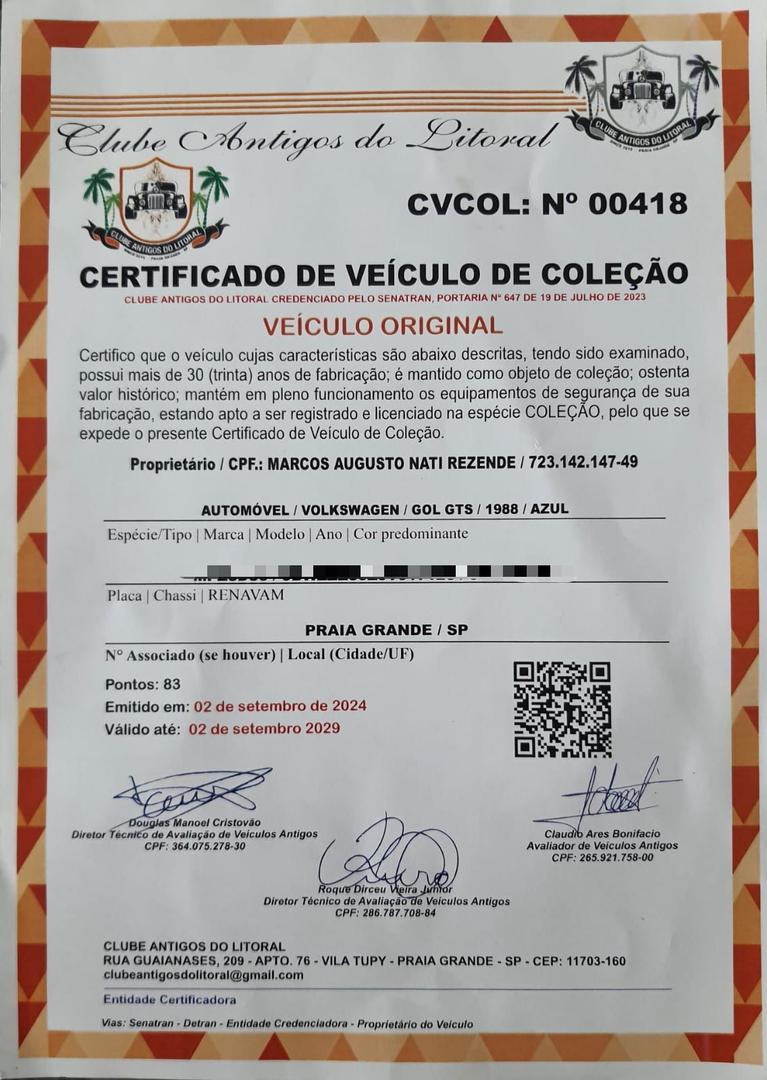 Clube Antigos do Litoral
CLUBE ANTIGOS DO LITORAL
CLUBE ANTIGOS DO LITORAL
CVCOL: Nº 00418
CERTIFICADO DE VEÍCULO DE COLEÇÃO
CLUBE ANTIGOS DO LITORAL CREDENCIADO PELO SENATRAN, PORTARIA N° 647 DE 19 DE JULHO DE 2023
VEÍCULO ORIGINAL
Certifico que o veículo cujas características são abaixo descritas, tendo sido examinado,
possui mais de 30 (trinta) anos de fabricação; é mantido como objeto de coleção; ostenta
valor histórico; mantém em pleno funcionamento os equipamentos de segurança de sua
fabricação, estando apto a ser registrado e licenciado na espécie COLEÇÃO, pelo que se
expede o presente Certificado de Veículo de Coleção.
Proprietário / CPF.: MARCOS AUGUSTO NATI REZENDE / 723.142.147-49
AUTOMÓVEL / VOLKSWAGEN / GOL GTS / 1988 / AZUL
Espécie/Tipo | Marca | Modelo | Ano | Cor predominante
Placa | Chassi | RENAVAM
PRAIA GRANDE / SP
N° Associado (se houver) | Local (Cidade/UF)
Pontos: 83
Emitido em: 02 de setembro de 2024
Válido até: 02 de setembro 2029
Douglas Manoel Cristovão
Diretor Técnico de Avaliação de Veículos Antigos
CPF: 364.075.278-30
Claudio Ares Bonifacio
Avaliador de Veículos Antigos
CPF: 265.921.758-00
Roque Dirceu Vieira Junior
Diretor Técnico de Avaliação de Veículos Antigos
CPF: 286.787.708-84
CLUBE ANTIGOS DO LITORAL
RUA GUAIANASES, 209 - APTO. 76 - VILA TUPY - PRAIA GRANDE - SP - CEP: 11703-160
clubeantigosdolitoral@gmail.com
Entidade Certificadora
Vias: Senatran - Detran - Entidade Credenciadora - Proprietário do Veículo